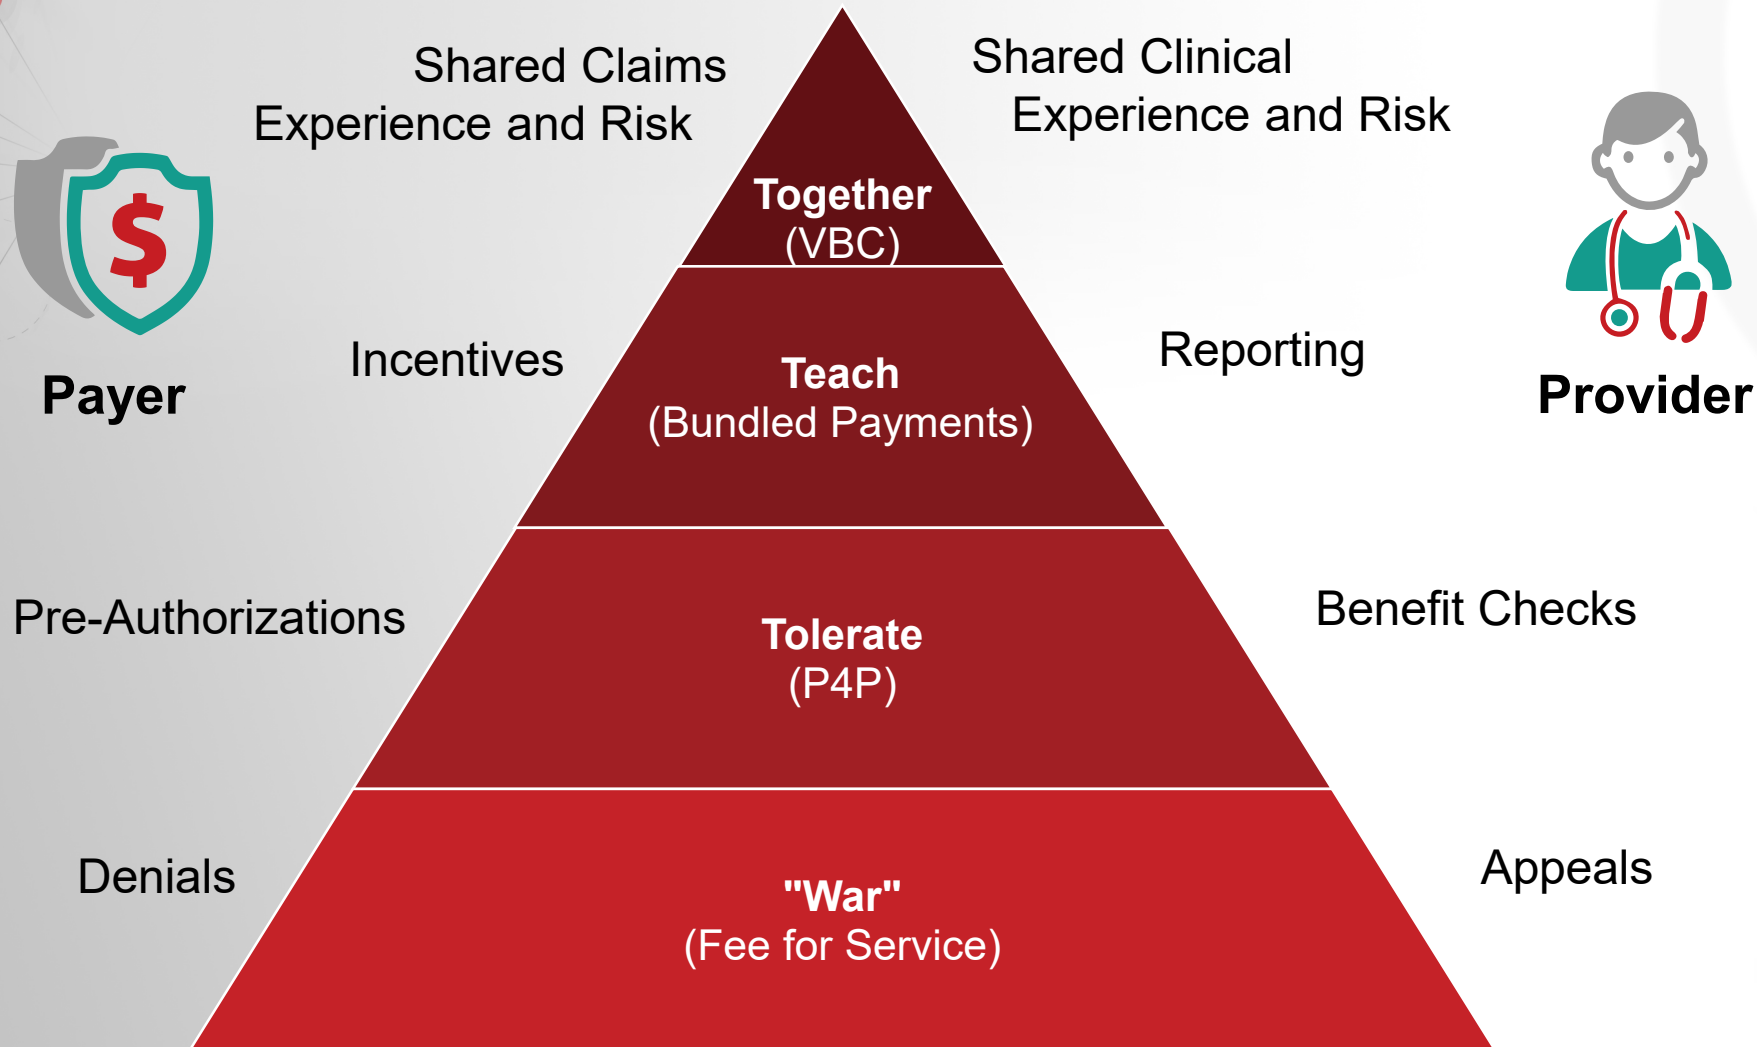 Shared Claims
Experience and Risk
Shared Clinical
Experience and Risk
$
Together
(VBC)
Payer
Incentives
Teach
(Bundled Payments)
Reporting
Provider
Pre-Authorizations
Tolerate
(P4P)
Benefit Checks
Denials
"War"
(Fee for Service)
Appeals